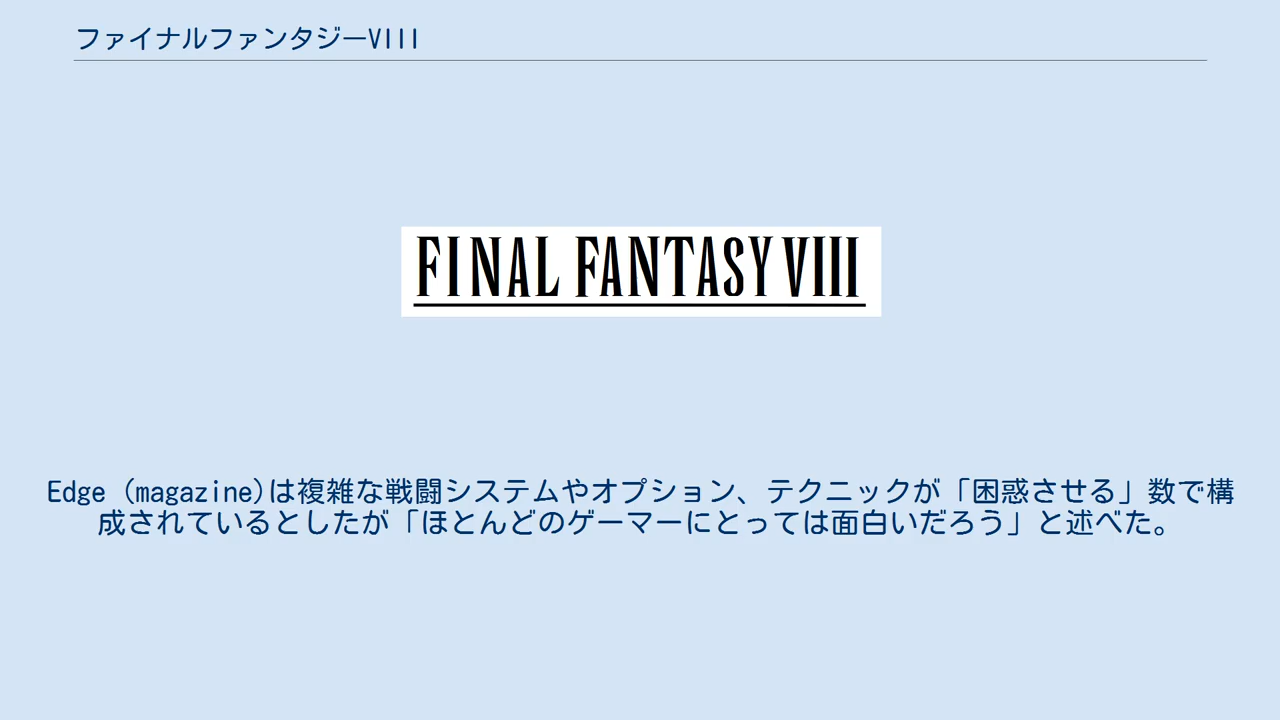 ファイナルファンタジーVIII
FINAL FANTASY VIII
Edge (magazine)は複雑な戦闘システムやオプション、テクニックが「困惑させる」数で構
成されているとしたが「ほとんどのゲーマーにとっては面白いだろう」と述べた。